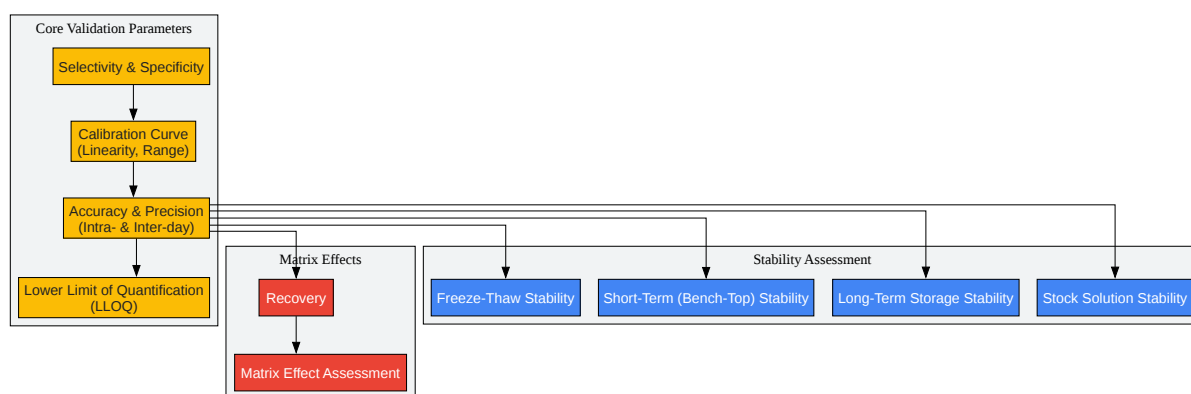 Core Validation Parameters
Selectivity & Specificity
Calibration Curve
(Linearity, Range)
Accuracy & Precision
(Intra- & Inter-day)
Lower Limit of Quantification
(LLOQ)
Matrix Effects
Recovery
Matrix Effect Assessment
Stability Assessment
Freeze-Thaw Stability
Short-Term (Bench-Top) Stability
Long-Term Storage Stability
Stock Solution Stability